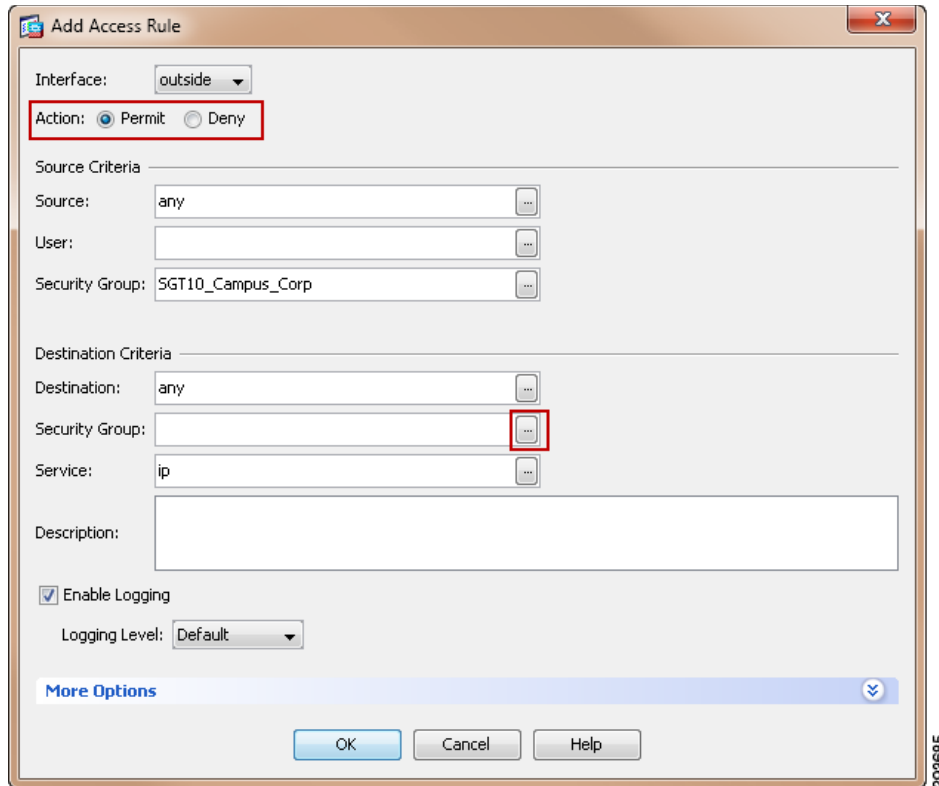 Add Access Rule
Interface: outside
Action: Permit Deny
Source Criteria
Source: any ...
User: ...
Security Group: SGT10_Campus_Corp ...
Destination Criteria
Destination: any ...
Security Group: ...
Service: ip ...
Description:
Enable Logging
Logging Level: Default
More Options
OK Cancel Help